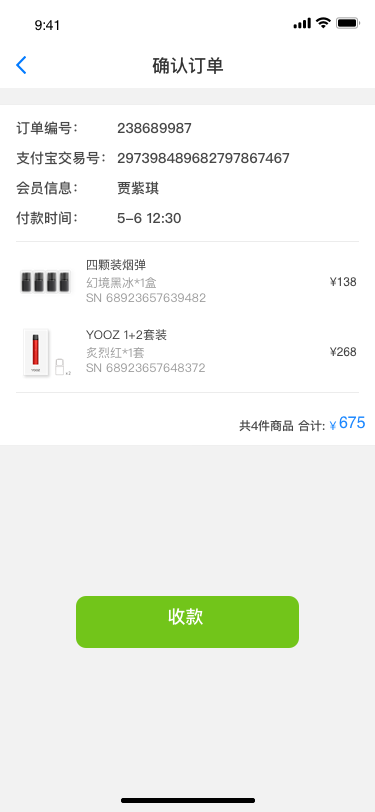 9:41
确认订单
订单编号： 238689987
支付宝交易号： 297398489682797867467
会员信息： 贾紫琪
付款时间： 5-6 12:30
四颗装烟弹
幻境黑冰*1盒 ¥138
SN 68923657639482
YOOZ 1+2套装
炙烈红*1套 ¥268
SN 68923657648372
x2
共4件商品 合计: ¥ 675
收款